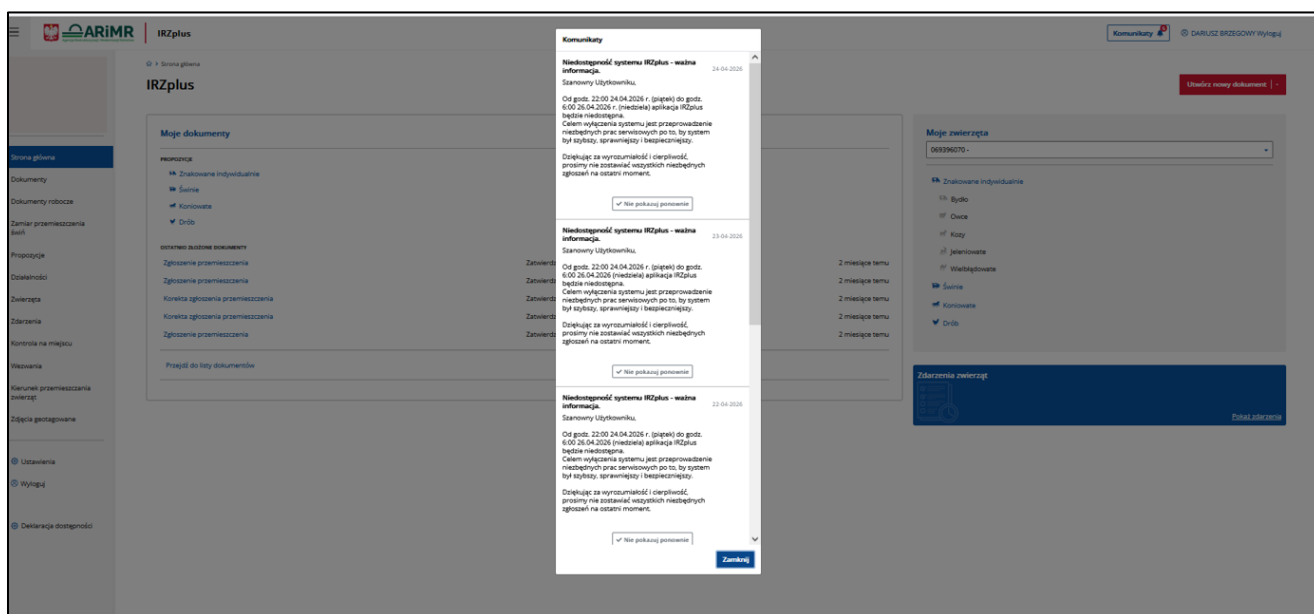 ARiMR
IRZplus
Komunikaty
DARIUSZ BRZEGOWY Wyloguj
Strona główna
IRZplus
Utwórz nowy dokument
Strona główna
Dokumenty
Dokumenty robocze
Zamiar przemieszczenia
świń
Propozycje
Działalności
Zwierzęta
Zdarzenia
Kontrola na miejscu
Wezwania
Kierunek przemieszczania
zwierząt
Zdjęcia geotagowane
Ustawienia
Wyloguj
Deklaracja dostępności
Moje dokumenty
PROPOZYCJE
Znakowane indywidualnie
Świnie
Koniowate
Drób
OSTATNIO ZŁOŻONE DOKUMENTY
Zgłoszenie przemieszczenia Zatwierdz 2 miesiące temu
Zgłoszenie przemieszczenia Zatwierdz 2 miesiące temu
Korekta zgłoszenia przemieszczenia Zatwierdz 2 miesiące temu
Korekta zgłoszenia przemieszczenia Zatwierdz 2 miesiące temu
Zgłoszenie przemieszczenia Zatwierdz 2 miesiące temu
Przejdź do listy dokumentów
Komunikaty
Niedostępność systemu IRZplus - ważna
informacja.
24-04-2026
Szanowny Użytkowniku,
Od godz. 22:00 24.04.2026 r. (piątek) do godz.
6:00 26.04.2026 r. (niedziela) aplikacja IRZplus
będzie niedostępna.
Celem wyłączenia systemu jest przeprowadzenie
niezbędnych prac serwisowych po to, by system
był szybszy, sprawniejszy i bezpieczniejszy.
Dziękując za wyrozumiałość i cierpliwość,
prosimy nie zostawiać wszystkich niezbędnych
zgłoszeń na ostatni moment.
Nie pokazuj ponownie
Niedostępność systemu IRZplus - ważna
informacja.
23-04-2026
Szanowny Użytkowniku,
Od godz. 22:00 24.04.2026 r. (piątek) do godz.
6:00 26.04.2026 (niedziela) aplikacja IRZplus
będzie niedostępna.
Celem wyłączenia systemu jest przeprowadzenie
niezbędnych prac serwisowych po to, by system
był szybszy, sprawniejszy i bezpieczniejszy.
Dziękując za wyrozumiałość i cierpliwość,
prosimy nie zostawiać wszystkich niezbędnych
zgłoszeń na ostatni moment.
Nie pokazuj ponownie
Niedostępność systemu IRZplus - ważna
informacja.
22-04-2026
Szanowny Użytkowniku,
Od godz. 22:00 24.04.2026 r. (piątek) do godz.
6:00 26.04.2026 (niedziela) aplikacja IRZplus
będzie niedostępna.
Celem wyłączenia systemu jest przeprowadzenie
niezbędnych prac serwisowych po to, by system
był szybszy, sprawniejszy i bezpieczniejszy.
Dziękując za wyrozumiałość i cierpliwość,
prosimy nie zostawiać wszystkich niezbędnych
zgłoszeń na ostatni moment.
Nie pokazuj ponownie
Zamknij
Moje zwierzęta
069396070 -
Znakowane indywidualnie
Bydło
Owce
Kozy
Jeleniowate
Wielbłądowate
Świnie
Koniowate
Drób
Zdarzenia zwierząt
Pokaż zdarzenia